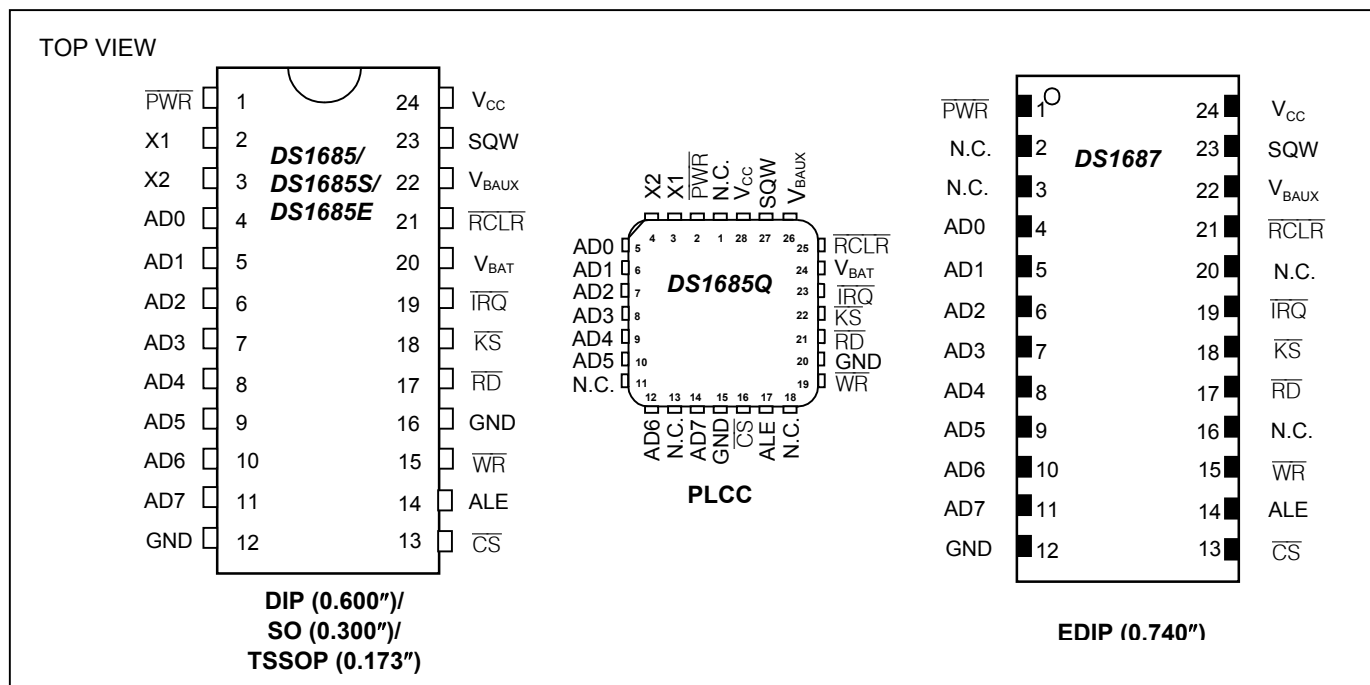 TOP VIEW
PWR 1 24 VCC
X1 2 23 SQW
X2 3 22 VBAUX
AD0 4 21 RCLR
AD1 5 20 VBAT
AD2 6 19 IRQ
AD3 7 18 KS
AD4 8 17 RD
AD5 9 16 GND
AD6 10 15 WR
AD7 11 14 ALE
GND 12 13 CS
DS1685/
DS1685S/
DS1685E
DIP (0.600″)/
SO (0.300″)/
TSSOP (0.173″)
X2 X1 PWR N.C. VCC SQW VBAUX
4 3 2 1 28 27 26
AD0 5 25 RCLR
AD1 6 24 VBAT
AD2 7 23 IRQ
AD3 8 22 KS
AD4 9 21 RD
AD5 10 20 GND
N.C. 11 19 WR
DS1685Q
12 13 14 15 16 17 18
AD6 N.C. AD7 GND CS ALE N.C.
PLCC
PWR 1 24 VCC
N.C. 2 23 SQW
N.C. 3 22 VBAUX
AD0 4 21 RCLR
AD1 5 20 N.C.
AD2 6 19 IRQ
AD3 7 18 KS
AD4 8 17 RD
AD5 9 16 N.C.
AD6 10 15 WR
AD7 11 14 ALE
GND 12 13 CS
DS1687
EDIP (0.740″)